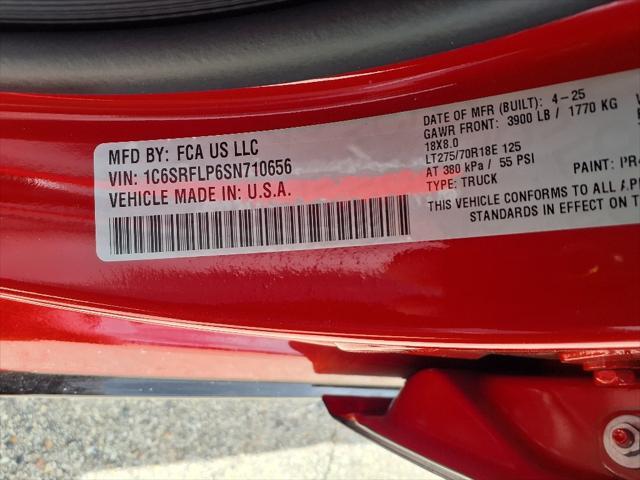 MFD BY: FCA US LLC
VIN: 1C6SRFLP6SN710656
VEHICLE MADE IN U.S.A.
DATE OF MFR (BUILT): 4-25
GAWR FRONT: 3900 LB / 1770 KG
18X8.0
LT275/70R18E 125
AT 380 kPa / 55 PSI
TYPE: TRUCK
PAINT:
THIS VEHICLE CONFORMS TO ALL
STANDARDS IN EFFECT ON